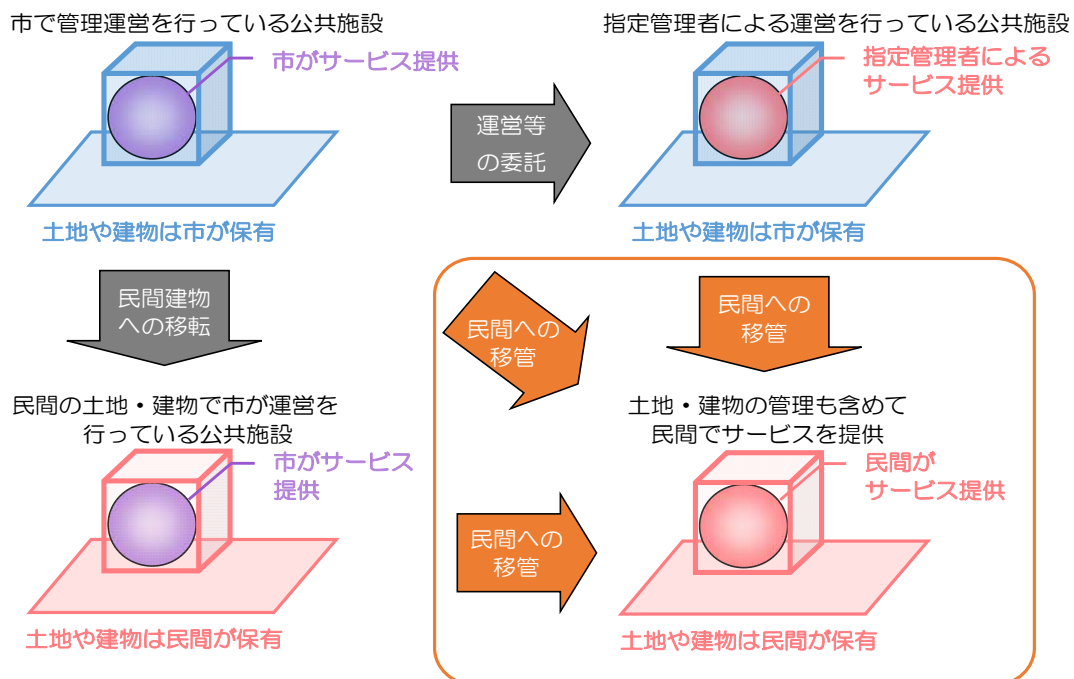 市で管理運営を行っている公共施設
市がサービス提供
土地や建物は市が保有
運営等
の委託
指定管理者による運営を行っている公共施設
指定管理者による
サービス提供
土地や建物は市が保有
民間建物
への移転
民間への
移管
民間への
移管
民間の土地・建物で市が運営を
行っている公共施設
市がサービス
提供
土地や建物は民間が保有
民間への
移管
土地・建物の管理も含めて
民間でサービスを提供
民間が
サービス提供
土地や建物は民間が保有